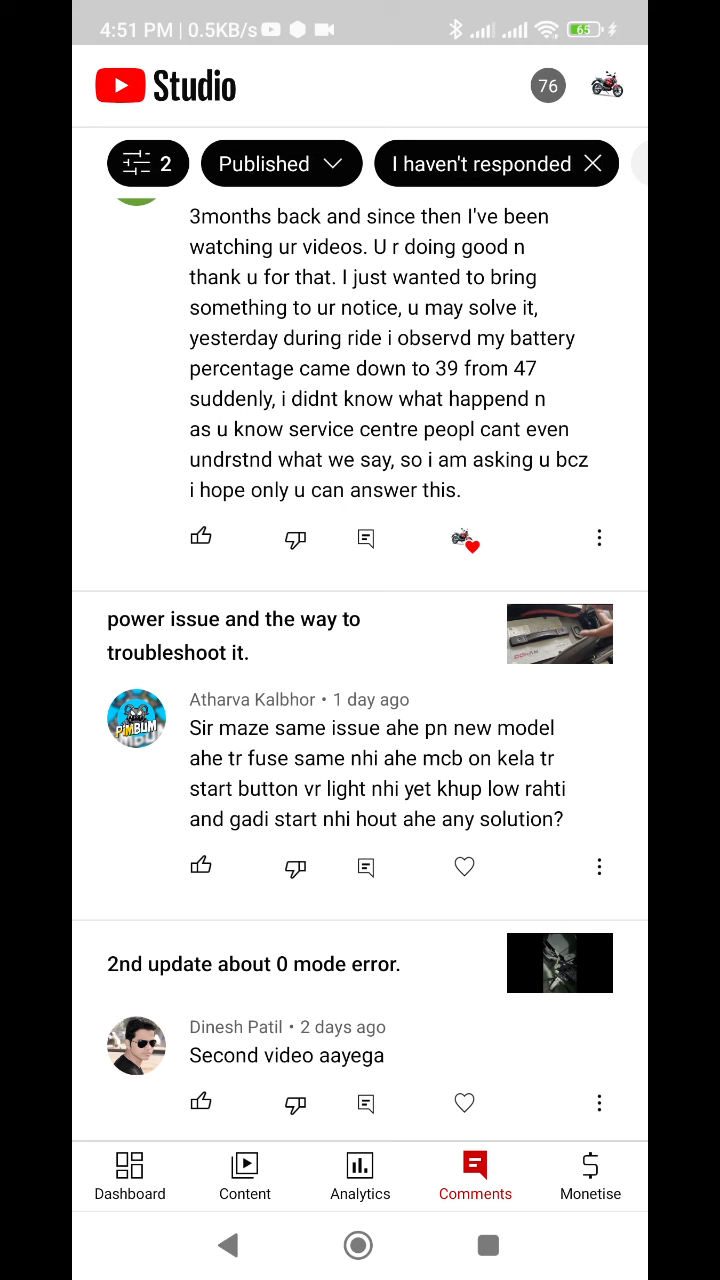 4:51 PM | 0.5KB/s
65
Studio
76
2
Published
I haven't responded
3months back and since then I've been
watching ur videos. U r doing good n
thank u for that. I just wanted to bring
something to ur notice, u may solve it,
yesterday during ride i observd my battery
percentage came down to 39 from 47
suddenly, i didnt know what happend n
as u know service centre peopl cant even
undrstnd what we say, so i am asking u bcz
i hope only u can answer this.
power issue and the way to
troubleshoot it.
Atharva Kalbhor • 1 day ago
PIMBUM
Sir maze same issue ahe pn new model
ahe tr fuse same nhi ahe mcb on kela tr
start button vr light nhi yet khup low rahti
and gadi start nhi hout ahe any solution?
2nd update about 0 mode error.
Dinesh Patil • 2 days ago
Second video aayega
Dashboard
Content
Analytics
Comments
Monetise